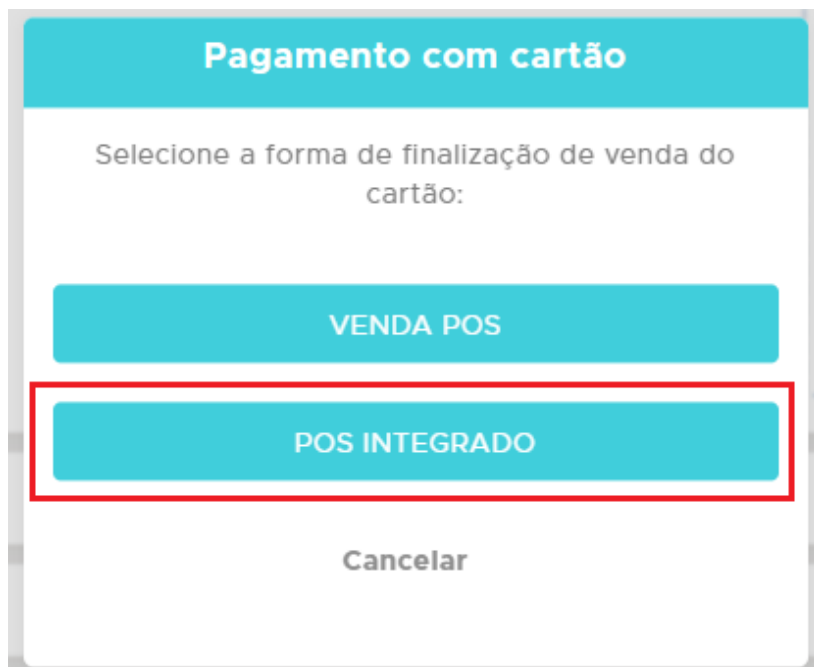 Pagamento com cartão
Selecione a forma de finalização de venda do
cartão:
VENDA POS
POS INTEGRADO
Cancelar